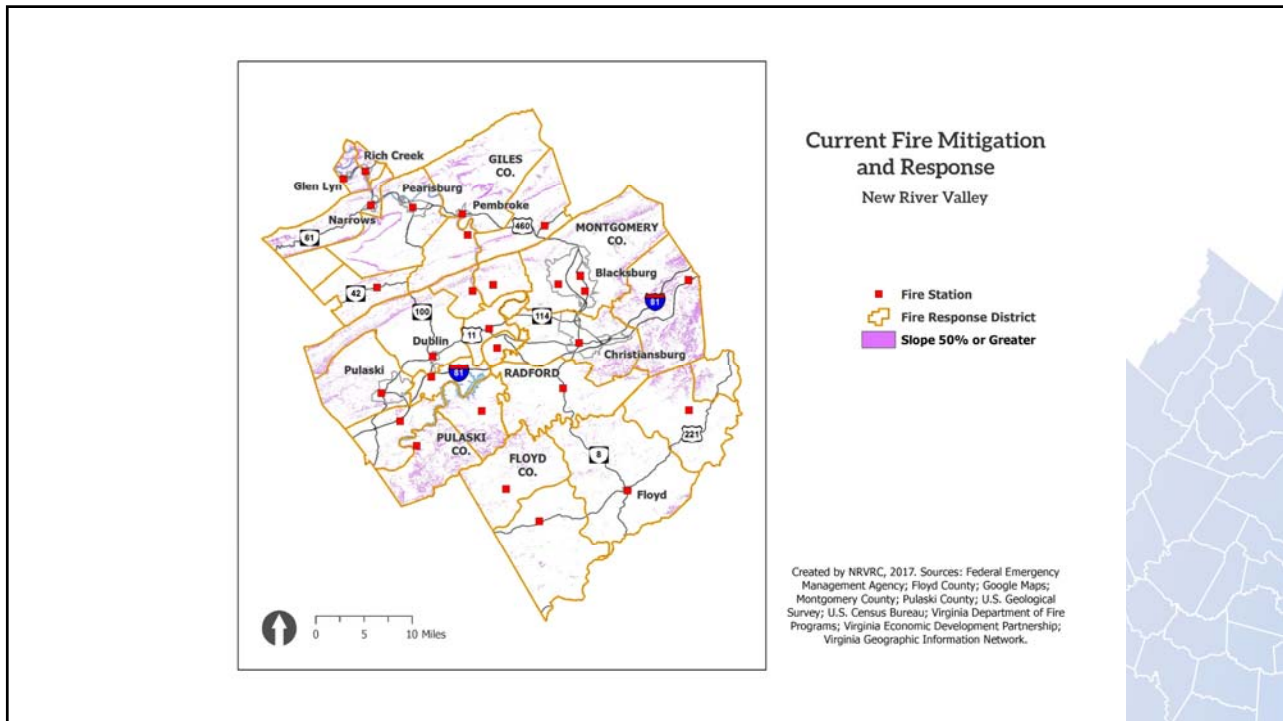 Current Fire Mitigation
and Response
New River Valley
Rich Creek
GILES
CO.
Glen Lyn
Pearisburg
Pembroke
Narrows
460
MONTGOMERY
CO.
61
Blacksburg
42
81
100
114
11
Dublin
Christiansburg
Pulaski
81
RADFORD
221
PULASKI
CO.
FLOYD
CO.
8
Floyd
0 5 10 Miles
Fire Station
Fire Response District
Slope 50% or Greater
Created by NRVRC, 2017. Sources: Federal Emergency
Management Agency; Floyd County; Google Maps;
Montgomery County; Pulaski County; U.S. Geological
Survey; U.S. Census Bureau; Virginia Department of Fire
Programs; Virginia Economic Development Partnership;
Virginia Geographic Information Network.